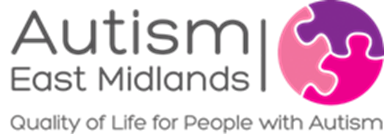 Autism
East Midlands
Quality of Life for People with Autism